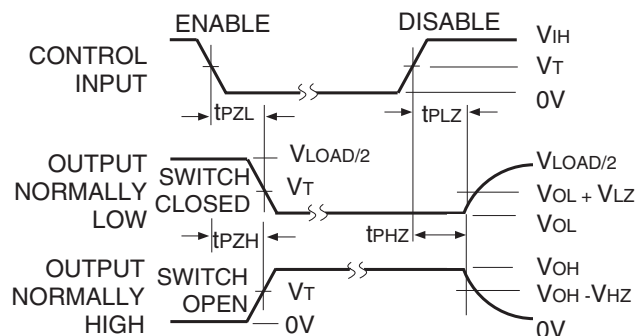 ENABLE DISABLE
CONTROL
INPUT
VIH
VT
0V
tPZL tPLZ
OUTPUT
NORMALLY
LOW
SWITCH
CLOSED
VLOAD/2
VT
VLOAD/2
VOL + VLZ
VOL
tPZH tPHZ
OUTPUT
NORMALLY
HIGH
SWITCH
OPEN
VT
0V
VOH
VOH -VHZ
0V